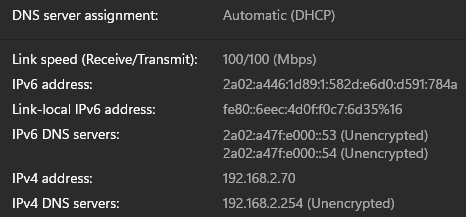 DNS server assignment: Automatic (DHCP)
Link speed (Receive/Transmit): 100/100 (Mbps)
IPv6 address: 2a02:a446:1d89:1:582d:e6d0:d591:784a
Link-local IPv6 address: fe80::6eec:4d0f:f0c7:6d35%16
IPv6 DNS servers: 2a02:a47f:e000::53 (Unencrypted)
2a02:a47f:e000::54 (Unencrypted)
IPv4 address: 192.168.2.70
IPv4 DNS servers: 192.168.2.254 (Unencrypted)